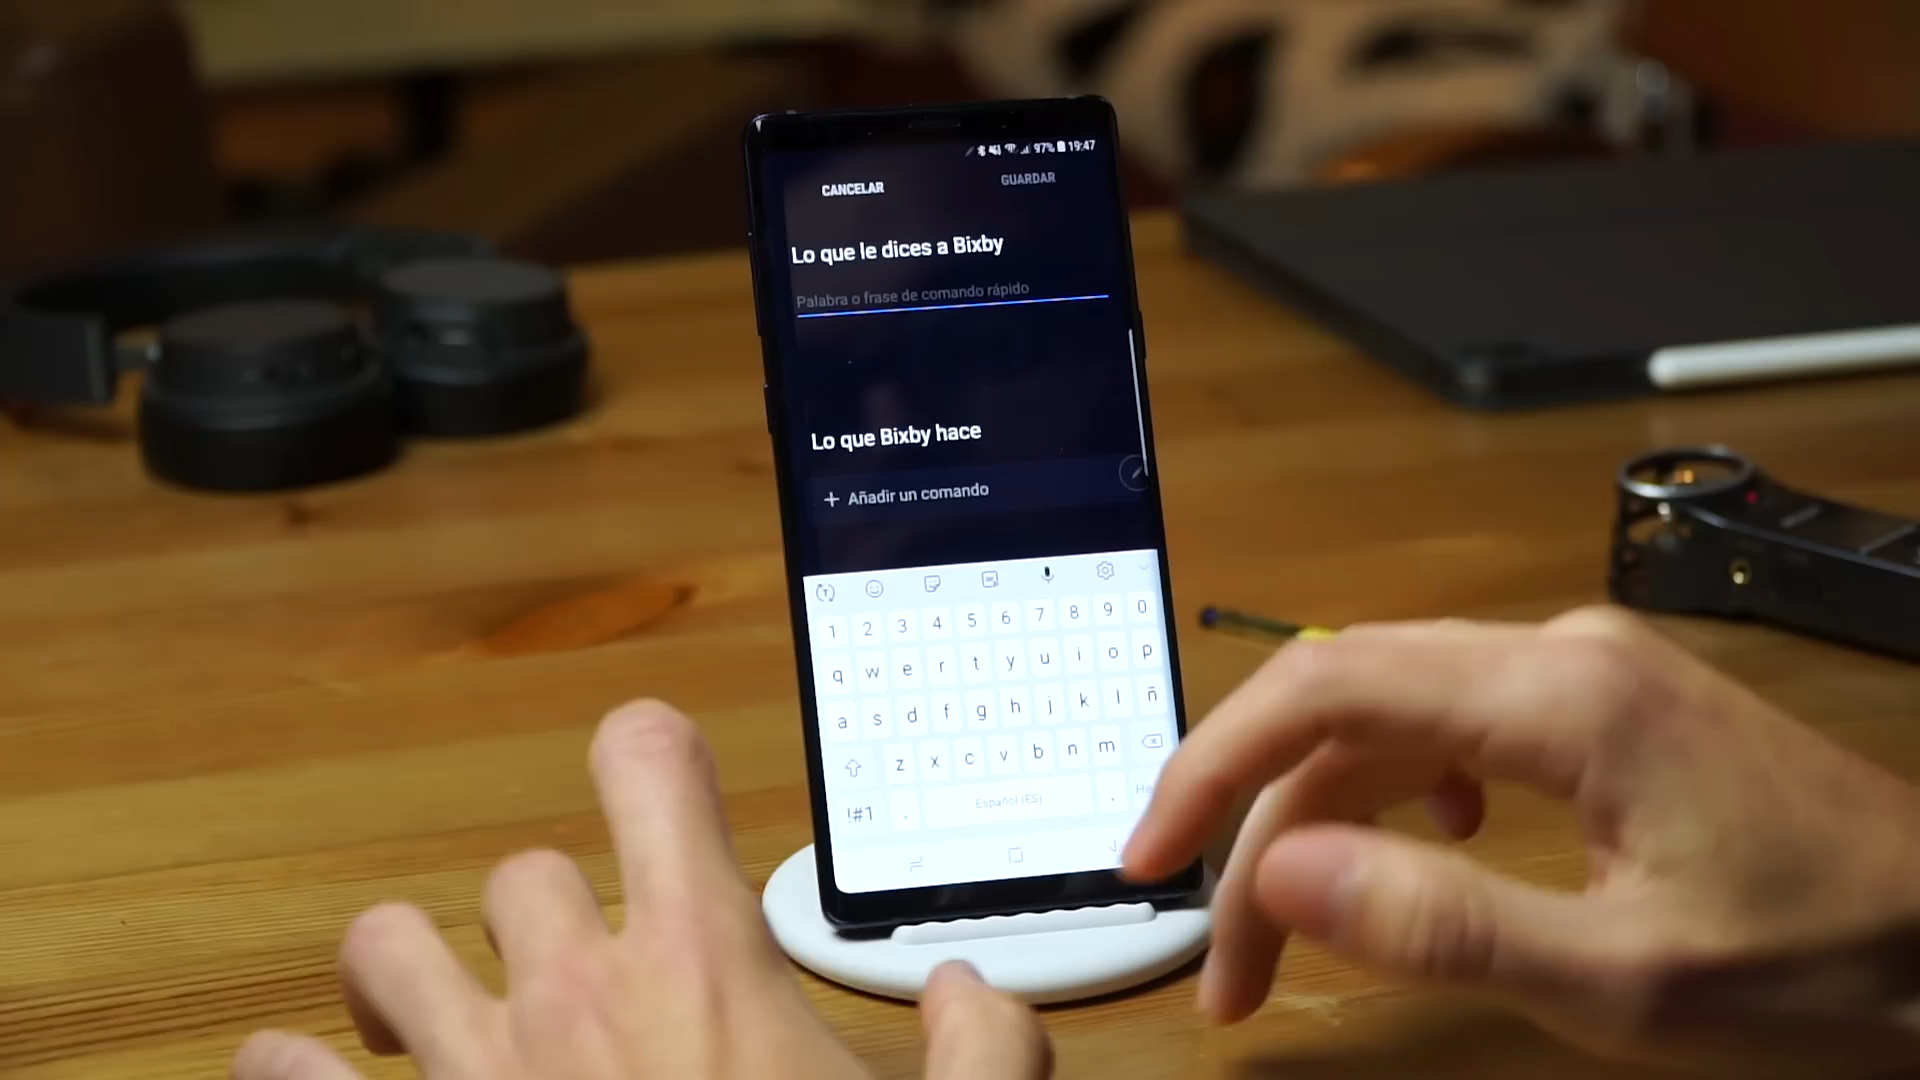 97% 19:47
CANCELAR GUARDAR
Lo que le dices a Bixby
Palabra o frase de comando rápido
Lo que Bixby hace
+ Añadir un comando
1 2 3 4 5 6 7 8 9 0
q w e r t y u i o p
a s d f g h j k l ñ
z x c v b n m
!#1 . Español (ES) .